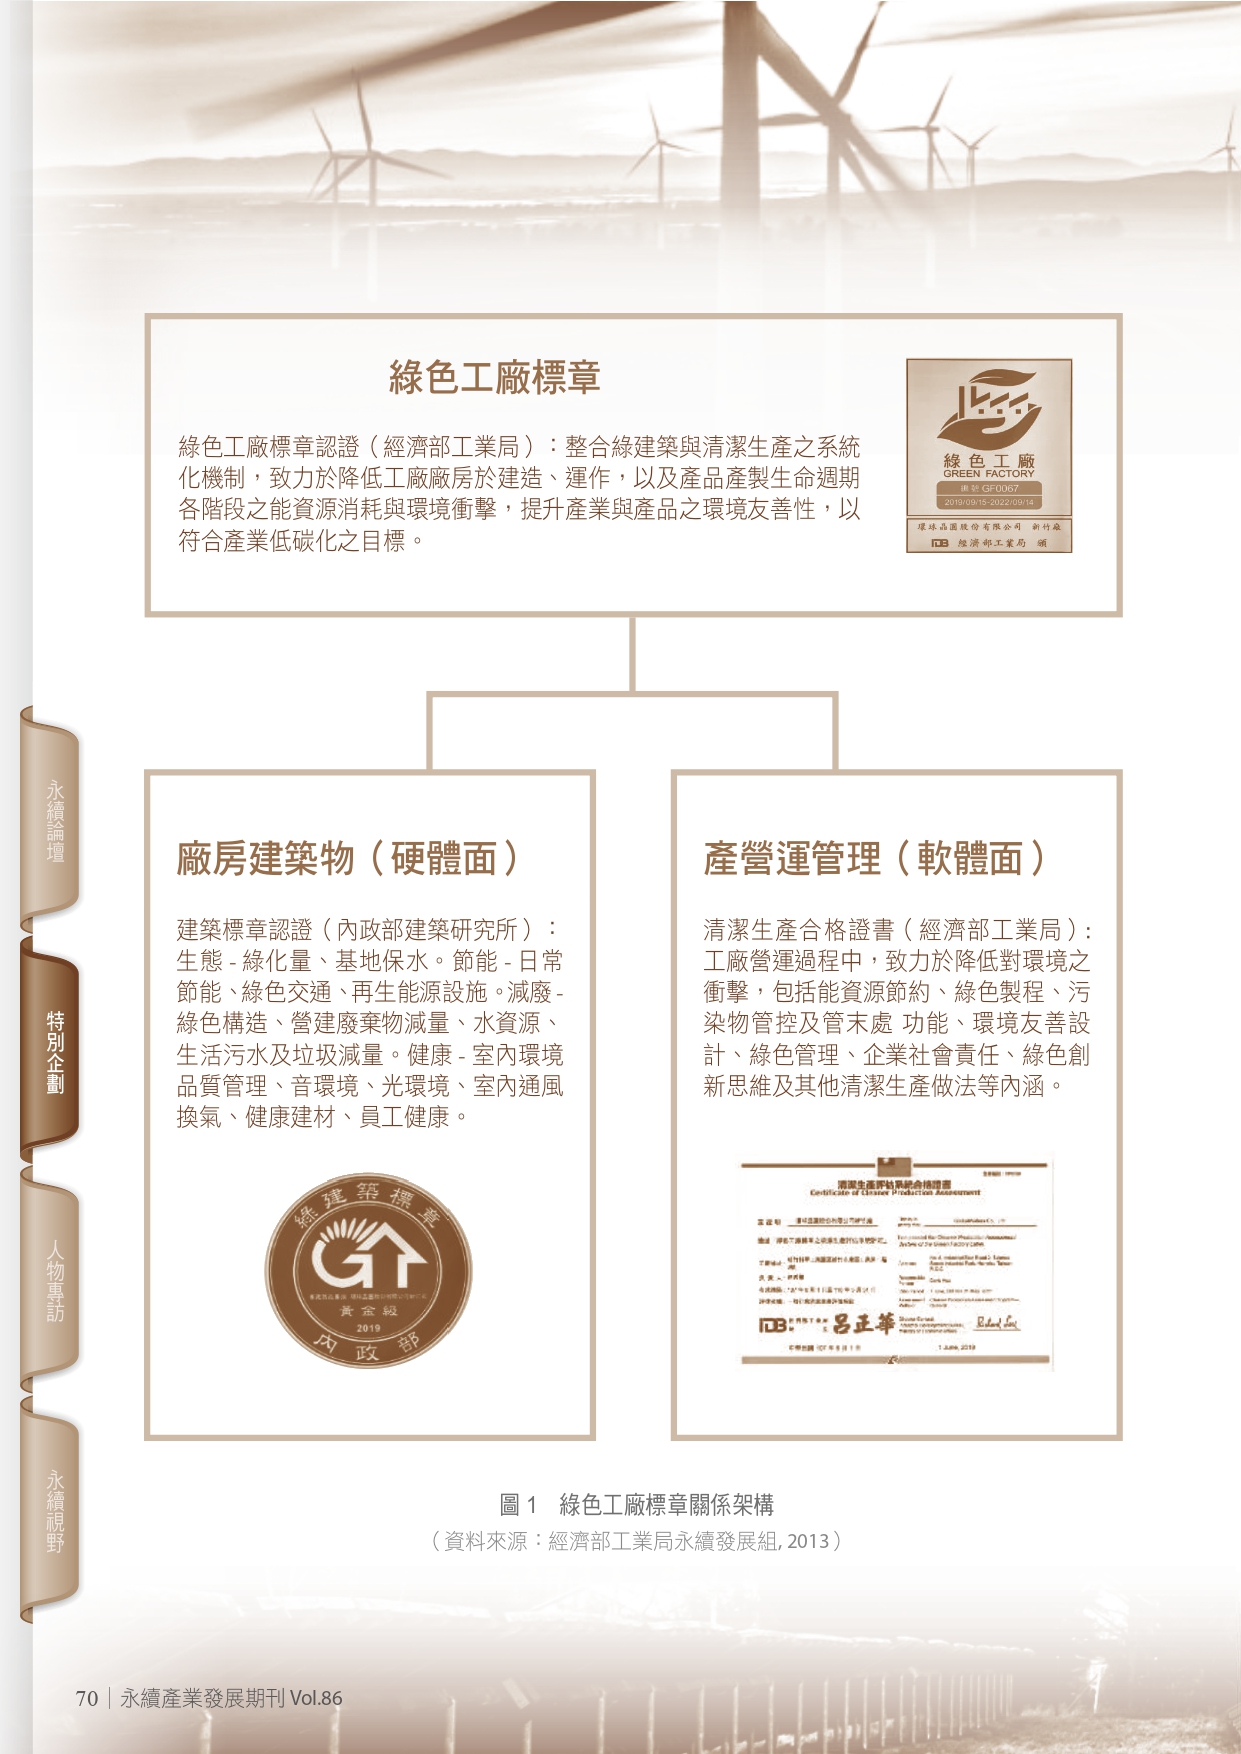 綠色工廠標章
綠色工廠標章認證（經濟部工業局）：整合綠建築與清潔生產之系統
化機制，致力於降低工廠廠房於建造、運作，以及產品產製生命週期
各階段之能資源消耗與環境衝擊，提升產業與產品之環境友善性，以
符合產業低碳化之目標。
綠色工廠
GREEN FACTORY
編號 GF0067
2019/09/15-2022/09/14
環球晶圓股份有限公司 新竹廠
IDB 經濟部工業局 頒
廠房建築物（硬體面）
建築標章認證（內政部建築研究所）：
生態 - 綠化量、基地保水。節能 - 日常
節能、綠色交通、再生能源設施。減廢 -
綠色構造、營建廢棄物減量、水資源、
生活污水及垃圾減量。健康 - 室內環境
品質管理、音環境、光環境、室內通風
換氣、健康建材、員工健康。
綠建築標章
黃金級
2019
內政部
產營運管理（軟體面）
清潔生產合格證書（經濟部工業局）:
工廠營運過程中，致力於降低對環境之
衝擊，包括能資源節約、綠色製程、污
染物管控及管末處 功能、環境友善設
計、綠色管理、企業社會責任、綠色創
新思維及其他清潔生產做法等內涵。
清潔生產評估系統合格證書
Certificate of Cleaner Production Assessment
IDB
呂正華
1 June, 2018
圖 1 綠色工廠標章關係架構
（資料來源：經濟部工業局永續發展組, 2013）
永續論壇
特別企劃
人物專訪
永續視野
70 永續產業發展期刊 Vol.86